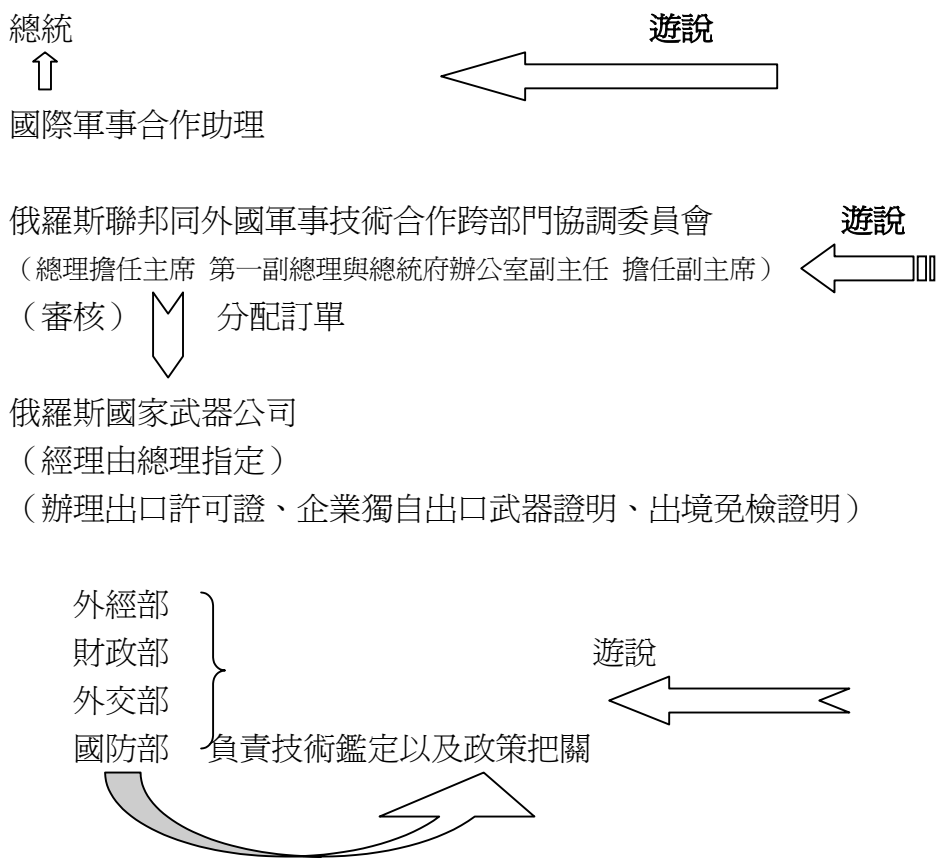 總統 遊說
國際軍事合作助理
俄羅斯聯邦同外國軍事技術合作跨部門協調委員會 遊說
（總理擔任主席 第一副總理與總統府辦公室副主任 擔任副主席）
（審核） 分配訂單
俄羅斯國家武器公司
（經理由總理指定）
（辦理出口許可證、企業獨自出口武器證明、出境免檢證明）
外經部
財政部 遊說
外交部
國防部 負責技術鑑定以及政策把關